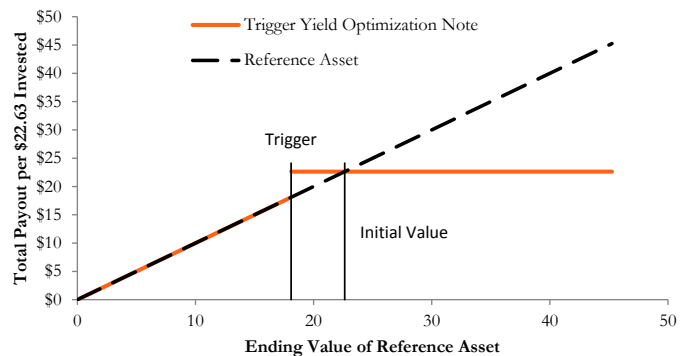 $50
$45
$40
$35
$30
$25
$20
$15
$10
$5
$0
Total Payout per $22.63 Invested
Trigger Yield Optimization Note
Reference Asset
Trigger
Initial Value
0 10 20 30 40 50
Ending Value of Reference Asset